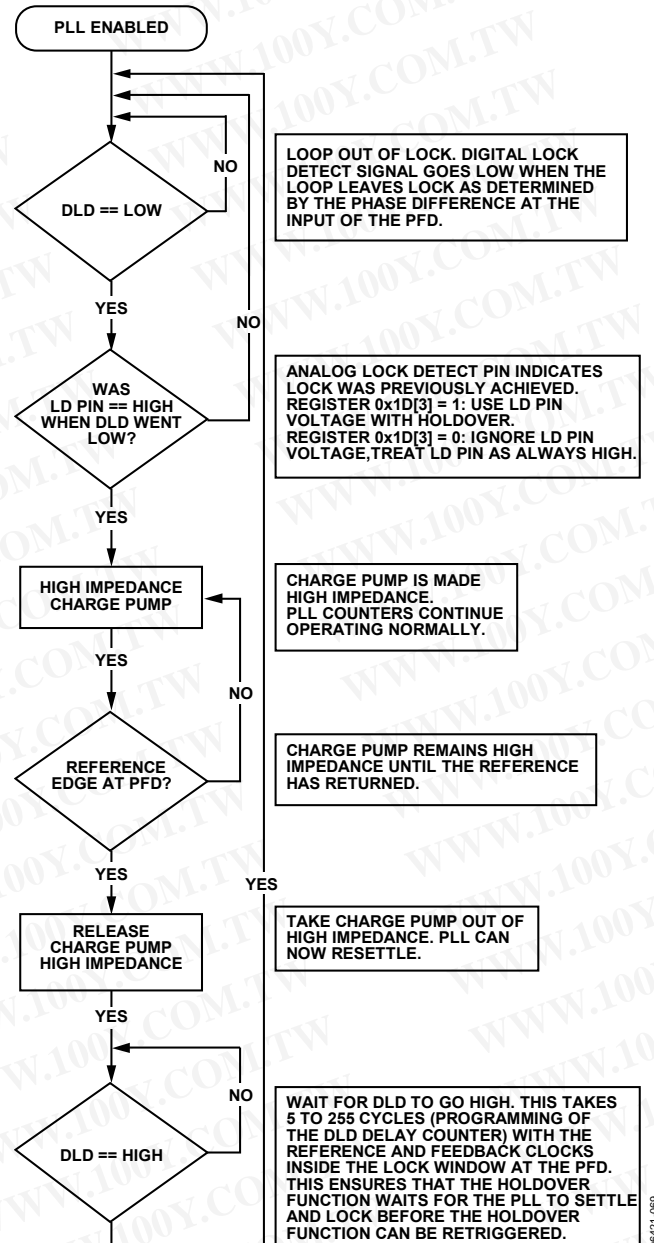 PLL ENABLED
NO
DLD == LOW
LOOP OUT OF LOCK. DIGITAL LOCK
DETECT SIGNAL GOES LOW WHEN THE
LOOP LEAVES LOCK AS DETERMINED
BY THE PHASE DIFFERENCE AT THE
INPUT OF THE PFD.
YES
NO
WAS
LD PIN == HIGH
WHEN DLD WENT
LOW?
ANALOG LOCK DETECT PIN INDICATES
LOCK WAS PREVIOUSLY ACHIEVED.
REGISTER 0x1D[3] = 1: USE LD PIN
VOLTAGE WITH HOLDOVER.
REGISTER 0x1D[3] = 0: IGNORE LD PIN
VOLTAGE,TREAT LD PIN AS ALWAYS HIGH.
YES
HIGH IMPEDANCE
CHARGE PUMP
CHARGE PUMP IS MADE
HIGH IMPEDANCE.
PLL COUNTERS CONTINUE
OPERATING NORMALLY.
YES
NO
REFERENCE
EDGE AT PFD?
CHARGE PUMP REMAINS HIGH
IMPEDANCE UNTIL THE REFERENCE
HAS RETURNED.
YES
YES
RELEASE
CHARGE PUMP
HIGH IMPEDANCE
TAKE CHARGE PUMP OUT OF
HIGH IMPEDANCE. PLL CAN
NOW RESETTLE.
YES
NO
DLD == HIGH
WAIT FOR DLD TO GO HIGH. THIS TAKES
5 TO 255 CYCLES (PROGRAMMING OF
THE DLD DELAY COUNTER) WITH THE
REFERENCE AND FEEDBACK CLOCKS
INSIDE THE LOCK WINDOW AT THE PFD.
THIS ENSURES THAT THE HOLDOVER
FUNCTION WAITS FOR THE PLL TO SETTLE
AND LOCK BEFORE THE HOLDOVER
FUNCTION CAN BE RETRIGGERED.
WWW.100Y.COM.TW